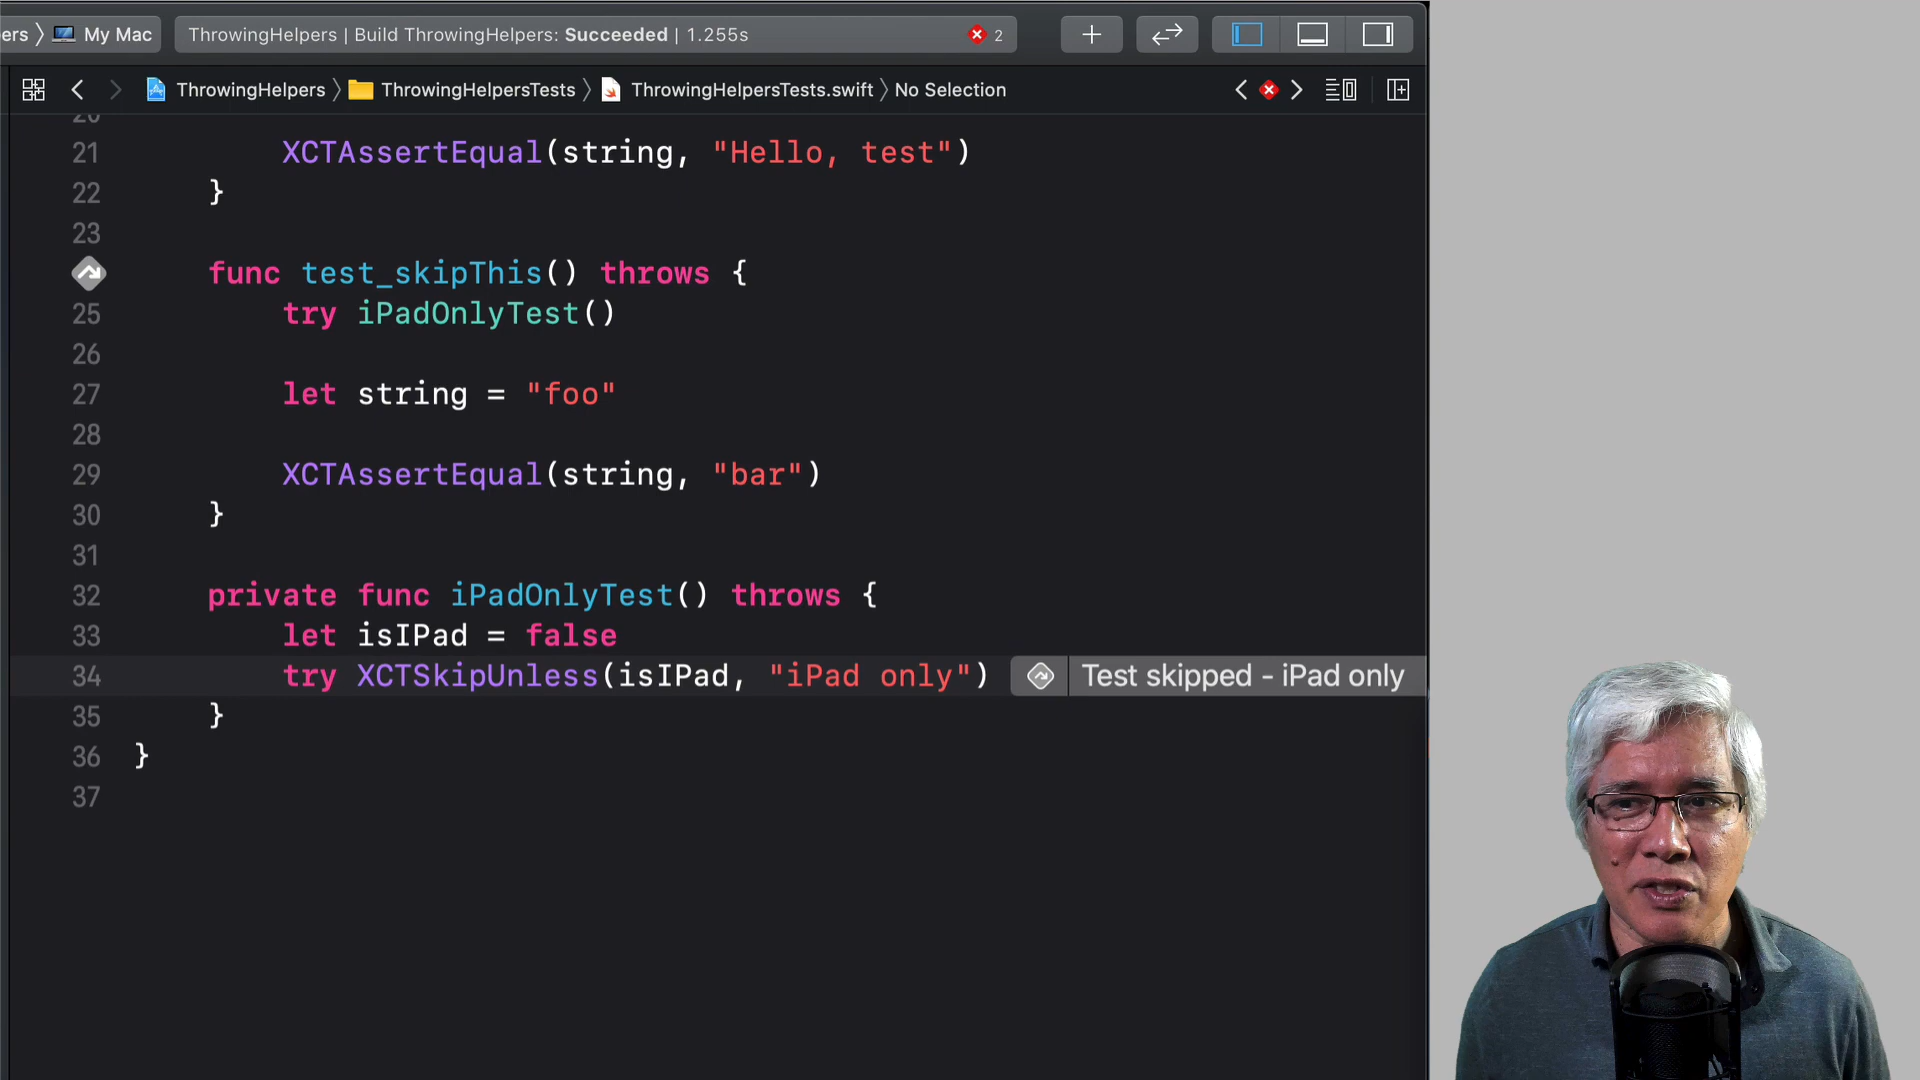 ers 〉 My Mac
ThrowingHelpers | Build ThrowingHelpers: Succeeded | 1.255s 2
ThrowingHelpers 〉 ThrowingHelpersTests 〉 ThrowingHelpersTests.swift 〉 No Selection
20
21 XCTAssertEqual(string, "Hello, test")
22 }
23
func test_skipThis() throws {
25 try iPadOnlyTest()
26
27 let string = "foo"
28
29 XCTAssertEqual(string, "bar")
30 }
31
32 private func iPadOnlyTest() throws {
33 let isIPad = false
34 try XCTSkipUnless(isIPad, "iPad only") Test skipped - iPad only
35 }
36 }
37